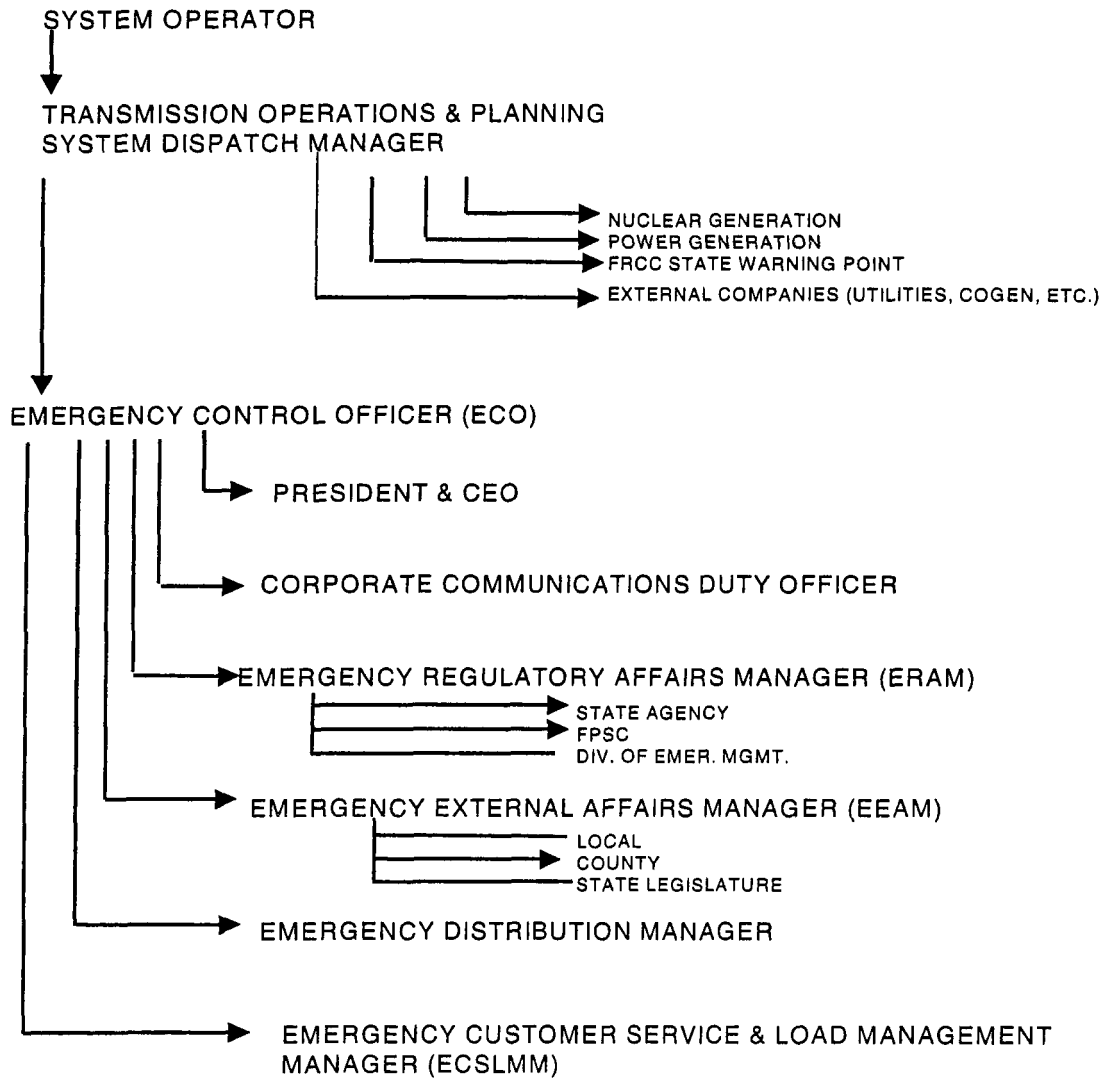 SYSTEM OPERATOR
TRANSMISSION OPERATIONS & PLANNING
SYSTEM DISPATCH MANAGER
NUCLEAR GENERATION
POWER GENERATION
FRCC STATE WARNING POINT
EXTERNAL COMPANIES (UTILITIES, COGEN, ETC.)
EMERGENCY CONTROL OFFICER (ECO)
PRESIDENT & CEO
CORPORATE COMMUNICATIONS DUTY OFFICER
EMERGENCY REGULATORY AFFAIRS MANAGER (ERAM)
STATE AGENCY
FPSC
DIV. OF EMER. MGMT.
EMERGENCY EXTERNAL AFFAIRS MANAGER (EEAM)
LOCAL
COUNTY
STATE LEGISLATURE
EMERGENCY DISTRIBUTION MANAGER
EMERGENCY CUSTOMER SERVICE & LOAD MANAGEMENT
MANAGER (ECSLMM)